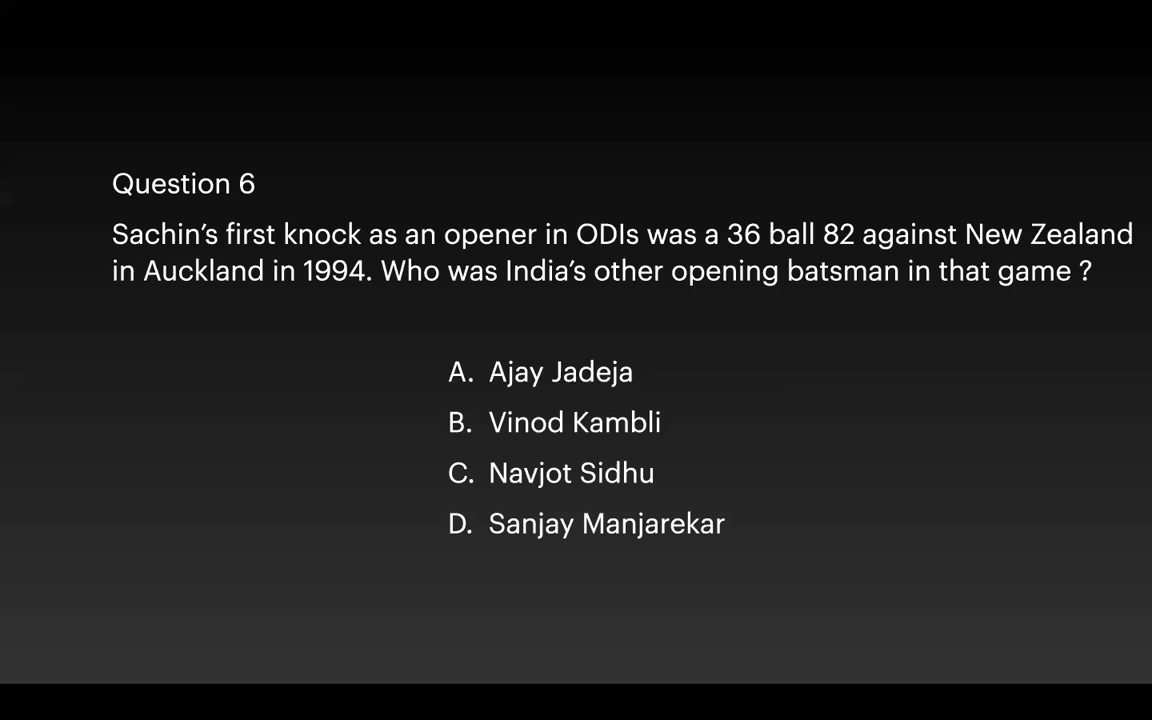 Question 6
Sachin’s first knock as an opener in ODIs was a 36 ball 82 against New Zealand
in Auckland in 1994. Who was India’s other opening batsman in that game ?
A. Ajay Jadeja
B. Vinod Kambli
C. Navjot Sidhu
D. Sanjay Manjarekar